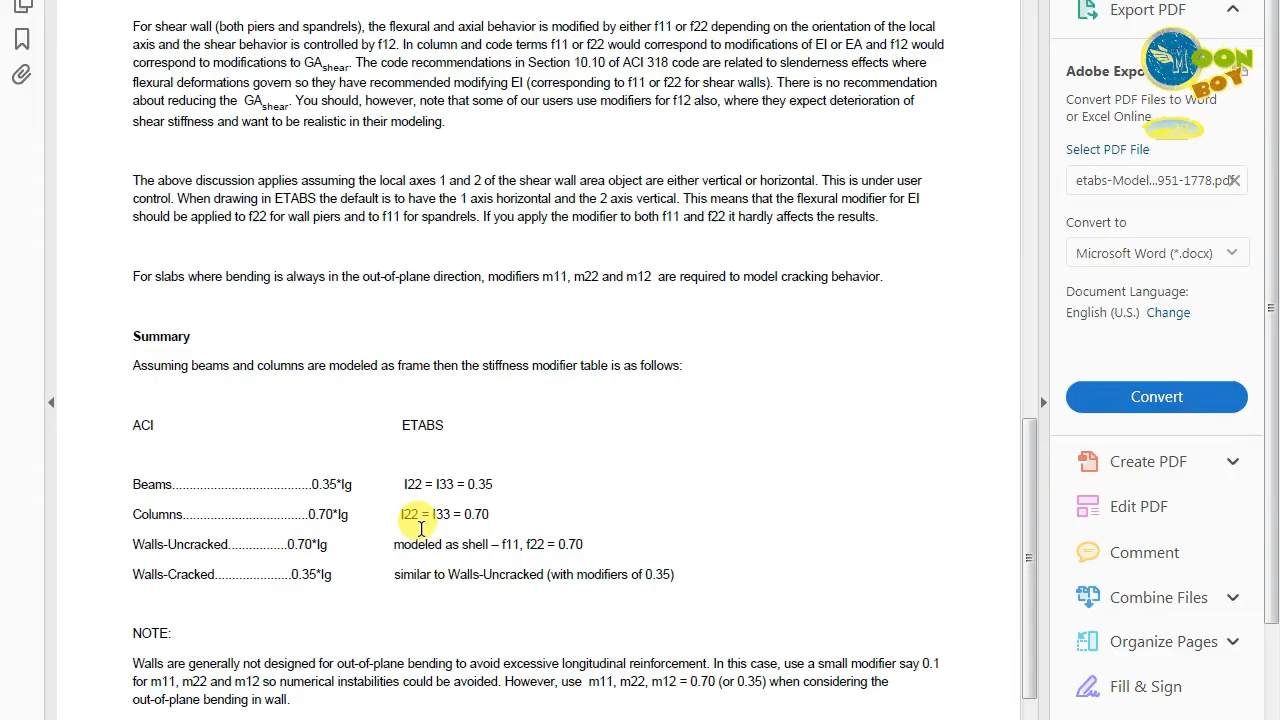 For shear wall (both piers and spandrels), the flexural and axial behavior is modified by either f11 or f22 depending on the orientation of the local
axis and the shear behavior is controlled by f12. In column and code terms f11 or f22 would correspond to modifications of EI or EA and f12 would
correspond to modifications to GAshear. The code recommendations in Section 10.10 of ACI 318 code are related to slenderness effects where
flexural deformations govern so they have recommended modifying EI (corresponding to f11 or f22 for shear walls). There is no recommendation
about reducing the GAshear. You should, however, note that some of our users use modifiers for f12 also, where they expect deterioration of
shear stiffness and want to be realistic in their modeling.
The above discussion applies assuming the local axes 1 and 2 of the shear wall area object are either vertical or horizontal. This is under user
control. When drawing in ETABS the default is to have the 1 axis horizontal and the 2 axis vertical. This means that the flexural modifier for EI
should be applied to f22 for wall piers and to f11 for spandrels. If you apply the modifier to both f11 and f22 it hardly affects the results.
For slabs where bending is always in the out-of-plane direction, modifiers m11, m22 and m12 are required to model cracking behavior.
Summary
Assuming beams and columns are modeled as frame then the stiffness modifier table is as follows:
ACI ETABS
Beams........................................0.35*Ig I22 = I33 = 0.35
Columns....................................0.70*Ig I22 = I33 = 0.70
Walls-Uncracked.................0.70*Ig modeled as shell – f11, f22 = 0.70
Walls-Cracked......................0.35*Ig similar to Walls-Uncracked (with modifiers of 0.35)
NOTE:
Walls are generally not designed for out-of-plane bending to avoid excessive longitudinal reinforcement. In this case, use a small modifier say 0.1
for m11, m22 and m12 so numerical instabilities could be avoided. However, use m11, m22, m12 = 0.70 (or 0.35) when considering the
out-of-plane bending in wall.
Export PDF
MOON
BOY
Adobe Expo
Convert PDF Files to Word
or Excel Online
Select PDF File
etabs-Model...951-1778.pdf
Convert to
Microsoft Word (*.docx)
Document Language:
English (U.S.) Change
Convert
Create PDF
Edit PDF
Comment
Combine Files
Organize Pages
Fill & Sign